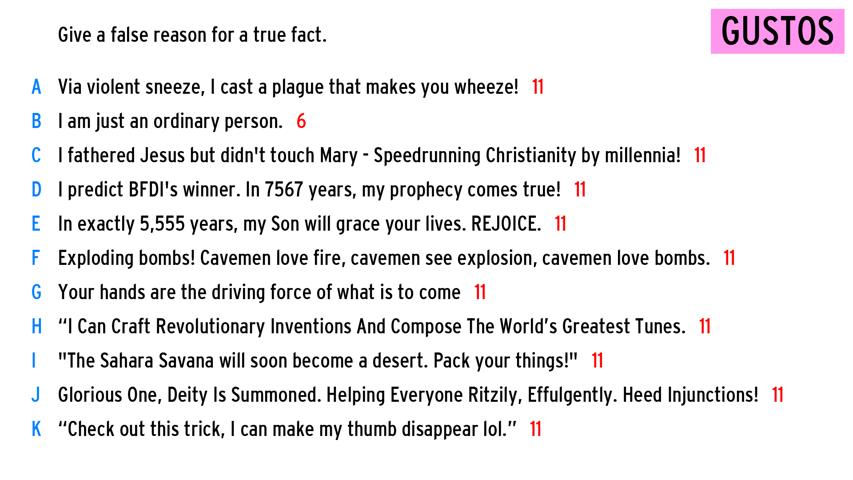 Give a false reason for a true fact.
GUSTOS
A Via violent sneeze, I cast a plague that makes you wheeze! 11
B I am just an ordinary person. 6
C I fathered Jesus but didn't touch Mary - Speedrunning Christianity by millennia! 11
D I predict BFDI's winner. In 7567 years, my prophecy comes true! 11
E In exactly 5,555 years, my Son will grace your lives. REJOICE. 11
F Exploding bombs! Cavemen love fire, cavemen see explosion, cavemen love bombs. 11
G Your hands are the driving force of what is to come 11
H “I Can Craft Revolutionary Inventions And Compose The World’s Greatest Tunes. 11
I "The Sahara Savana will soon become a desert. Pack your things!" 11
J Glorious One, Deity Is Summoned. Helping Everyone Ritzily, Effulgently. Heed Injunctions! 11
K “Check out this trick, I can make my thumb disappear lol.” 11